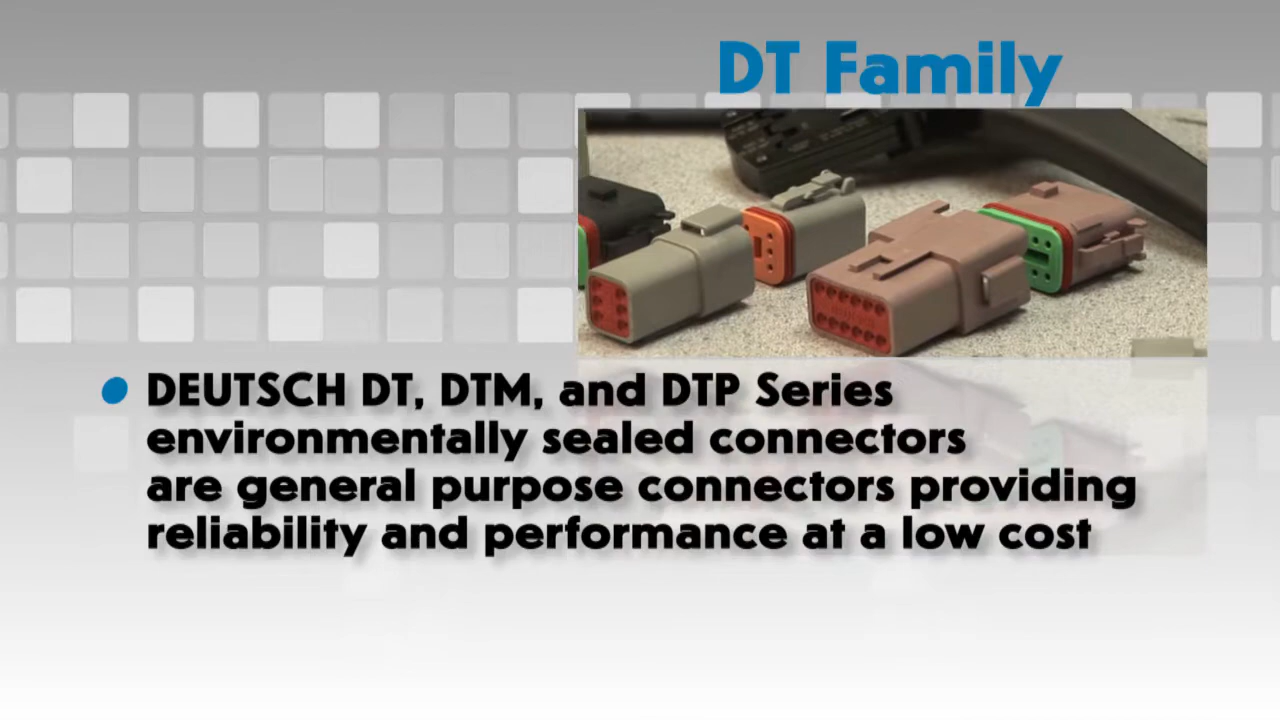 DT Family
DEUTSCH DT, DTM, and DTP Series
environmentally sealed connectors
are general purpose connectors providing
reliability and performance at a low cost